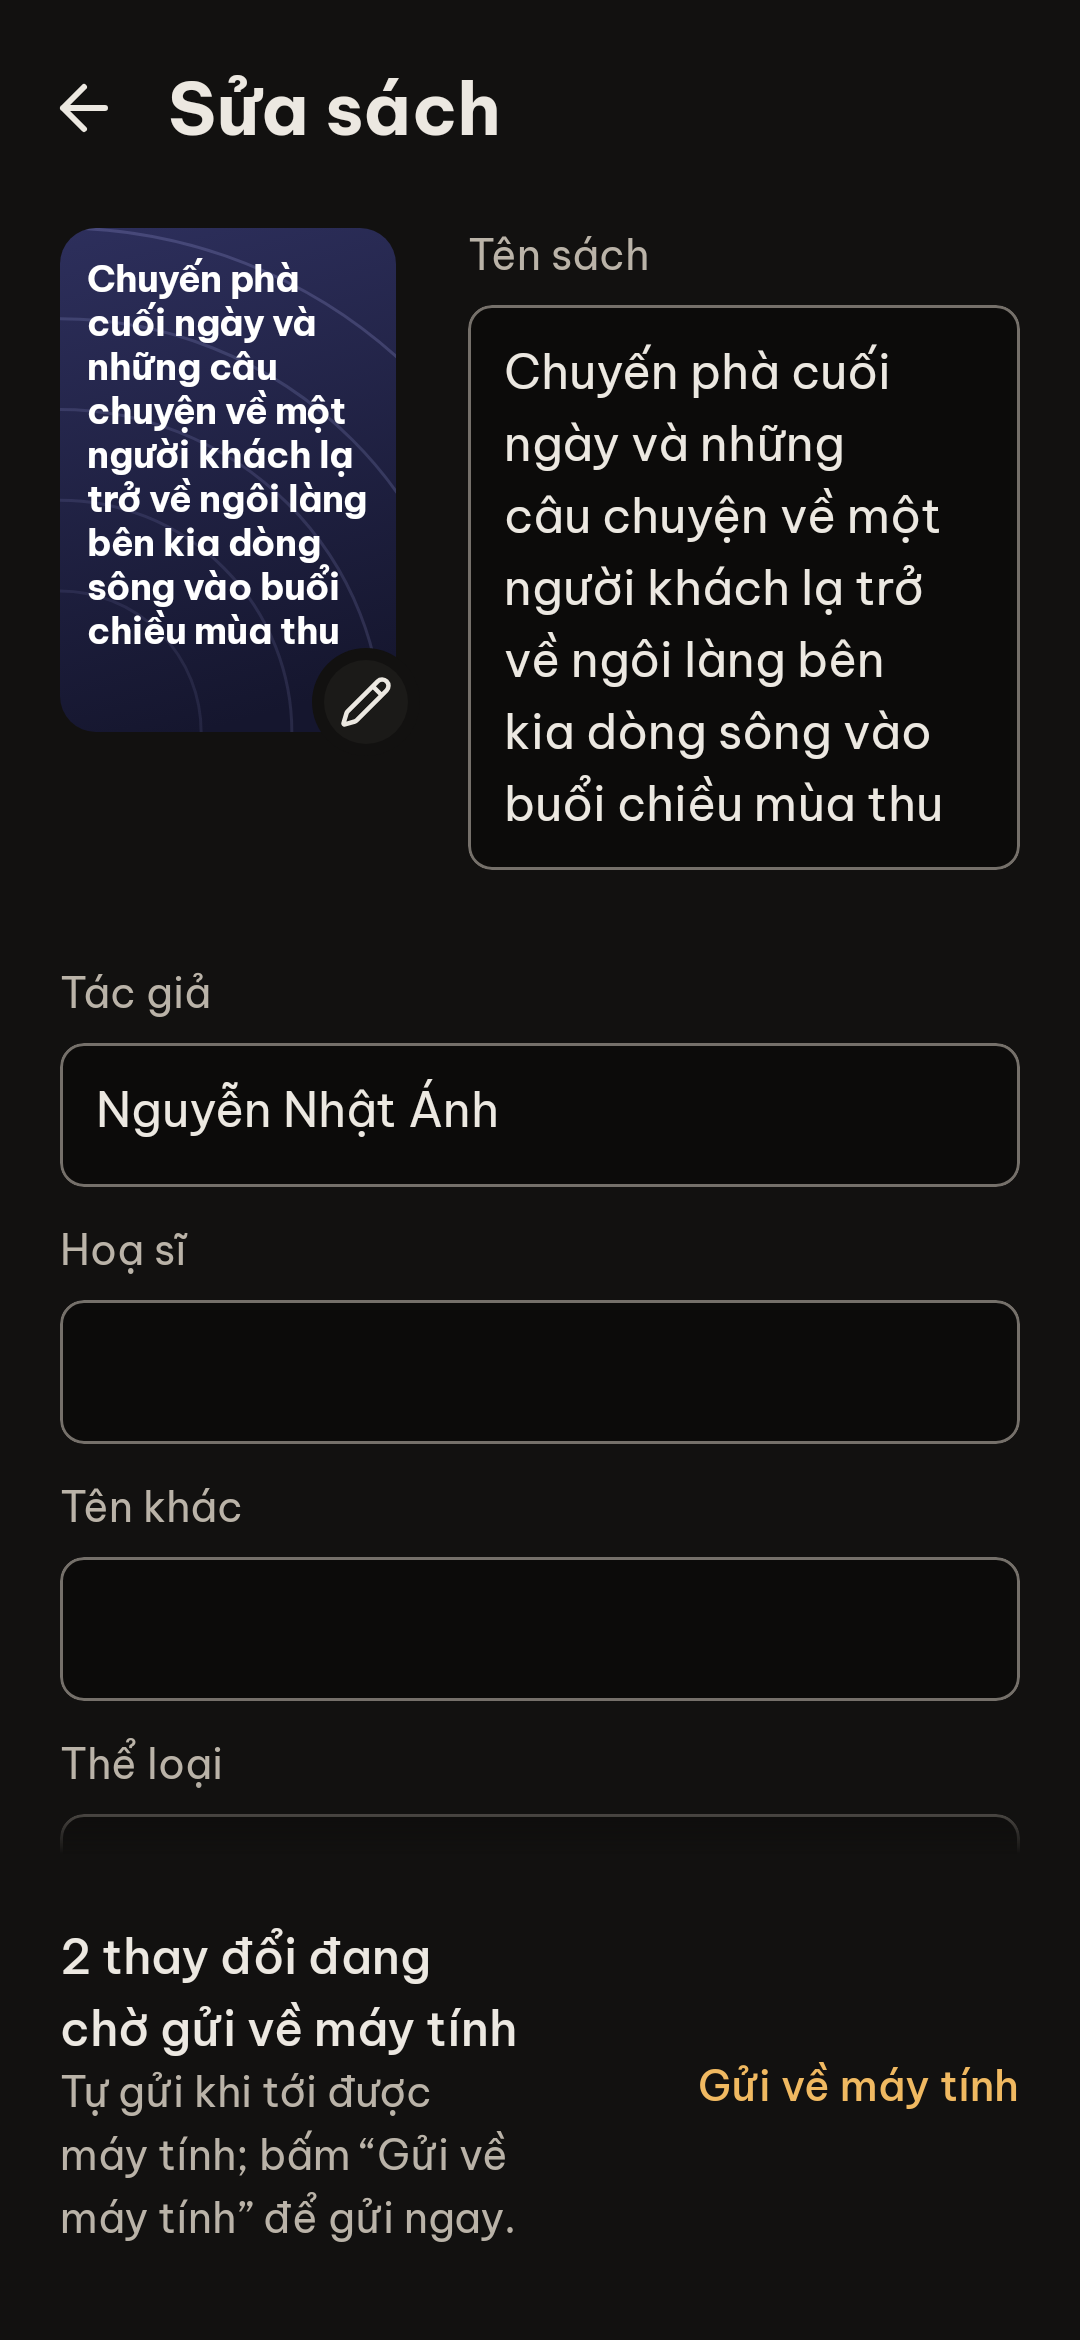 Sửa sách
Chuyến phà
cuối ngày và
những câu
chuyện về một
người khách lạ
trở về ngôi làng
bên kia dòng
sông vào buổi
chiều mùa thu
Tên sách
Chuyến phà cuối
ngày và những
câu chuyện về một
người khách lạ trở
về ngôi làng bên
kia dòng sông vào
buổi chiều mùa thu
Tác giả
Nguyễn Nhật Ánh
Hoạ sĩ
Tên khác
Thể loại
2 thay đổi đang
chờ gửi về máy tính
Tự gửi khi tới được
máy tính; bấm “Gửi về
máy tính” để gửi ngay.
Gửi về máy tính